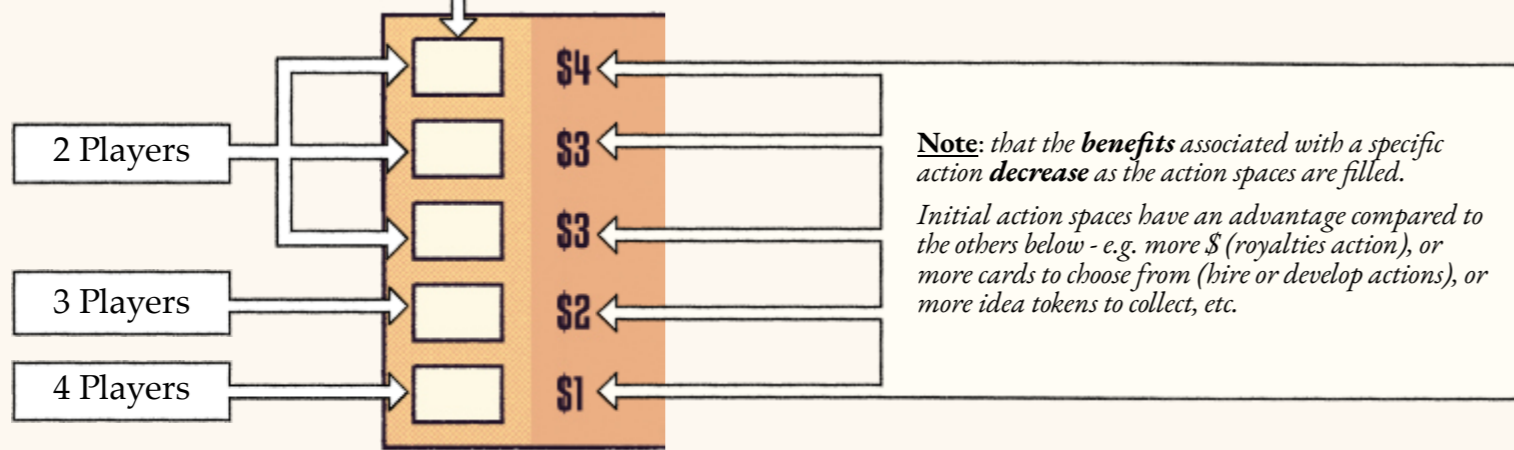 $4
2 Players
$3
Note: that the benefits associated with a specific
action decrease as the action spaces are filled.
$3
Initial action spaces have an advantage compared to
the others below - e.g. more $ (royalties action), or
more cards to choose from (hire or develop actions), or
more idea tokens to collect, etc.
3 Players
$2
4 Players
$1